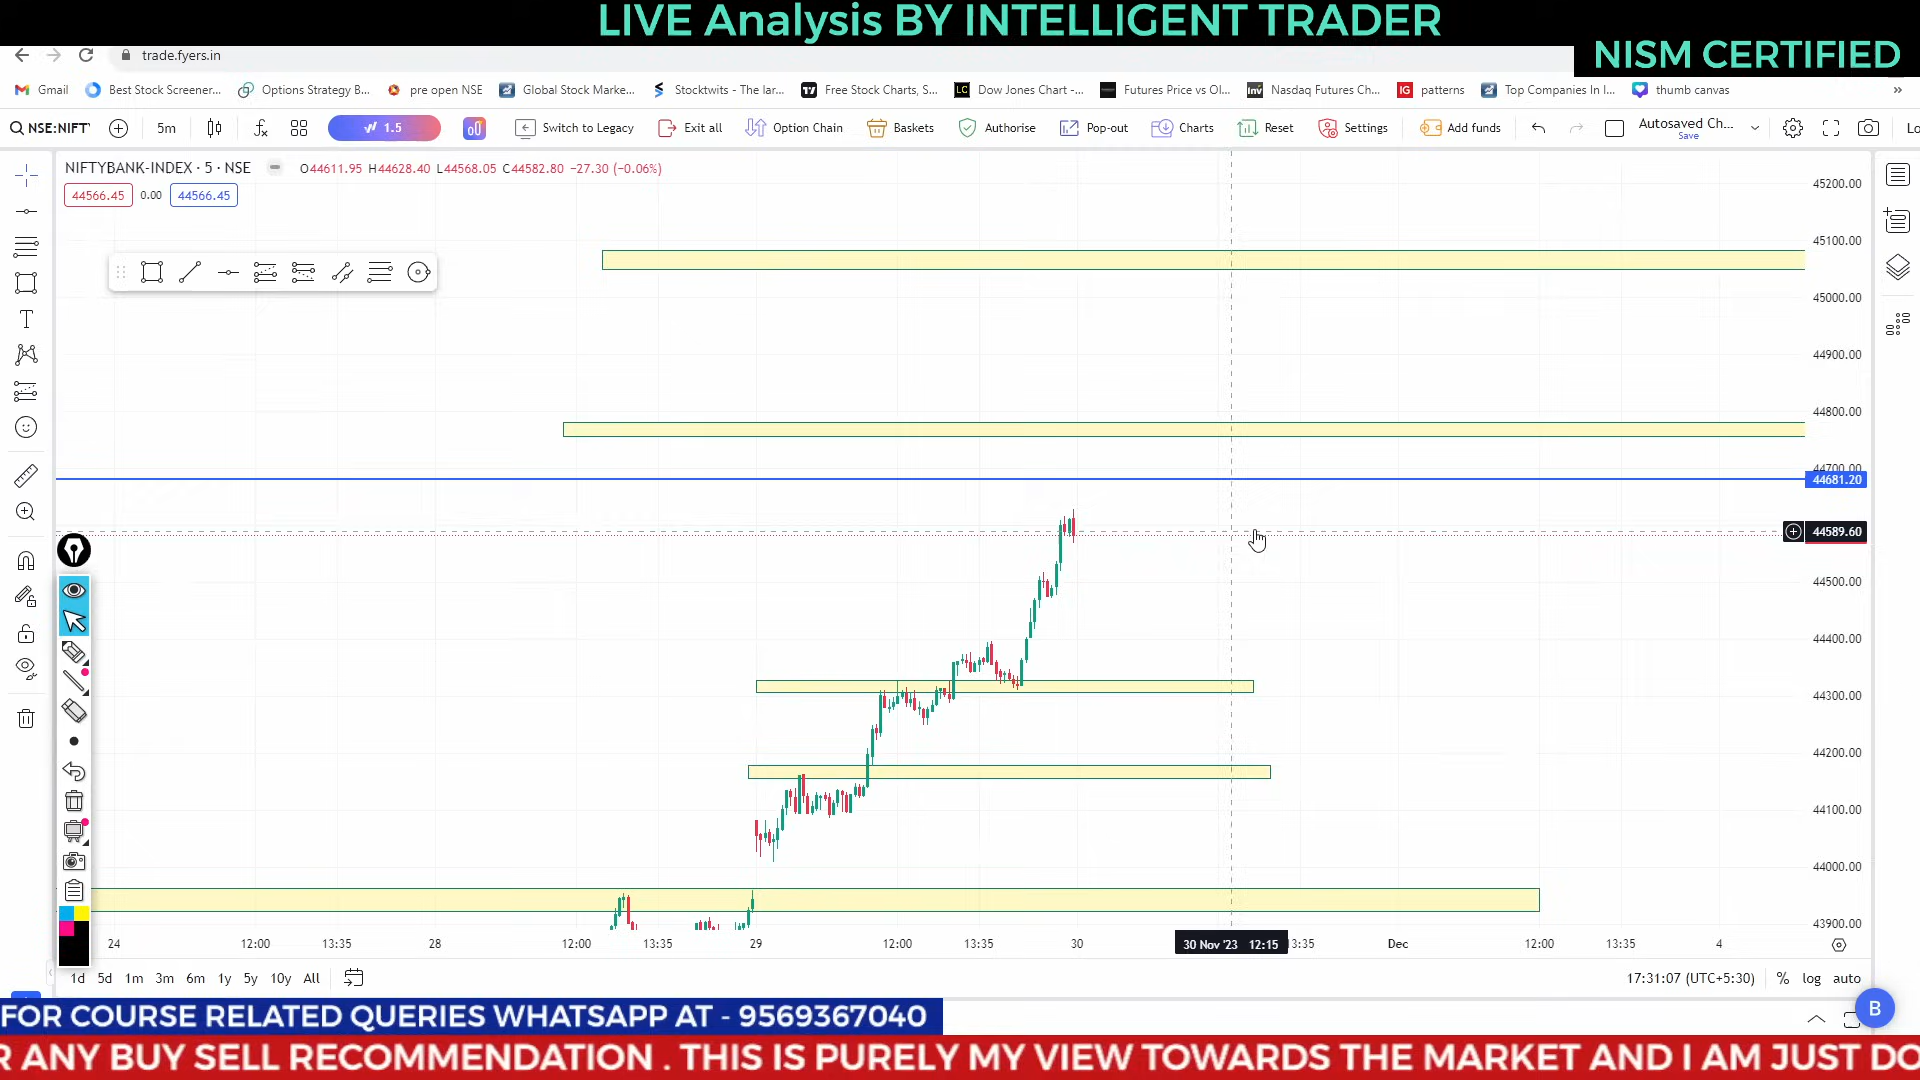 LIVE Analysis BY INTELLIGENT TRADER
NISM CERTIFIED
trade.fyers.in
Gmail Best Stock Screener... Options Strategy B... pre open NSE Global Stock Marke... Stocktwits - The lar... Free Stock Charts, S... Dow Jones Chart -... Futures Price vs Ol... Nasdaq Futures Ch... IG patterns Top Companies In I... thumb canvas »
NSE:NIFT 5m 1.5 Switch to Legacy Exit all Option Chain Baskets Authorise Pop-out Charts Reset Settings Add funds Autosaved Ch... Lo
Save
NIFTYBANK-INDEX · 5 · NSE O44611.95 H44628.40 L44568.05 C44582.80 −27.30 (−0.06%)
44566.45 0.00 44566.45
45200.00
45100.00
45000.00
44900.00
44800.00
44700.00
44681.20
44589.60
44500.00
44400.00
44300.00
44200.00
44100.00
44000.00
43900.00
24 12:00 13:35 28 12:00 13:35 29 12:00 13:35 30 30 Nov '23 12:15 3:35 Dec 12:00 13:35 4
1d 5d 1m 3m 6m 1y 5y 10y All 17:31:07 (UTC+5:30) % log auto
B
FOR COURSE RELATED QUERIES WHATSAPP AT - 9569367040
R ANY BUY SELL RECOMMENDATION . THIS IS PURELY MY VIEW TOWARDS THE MARKET AND I AM JUST DO